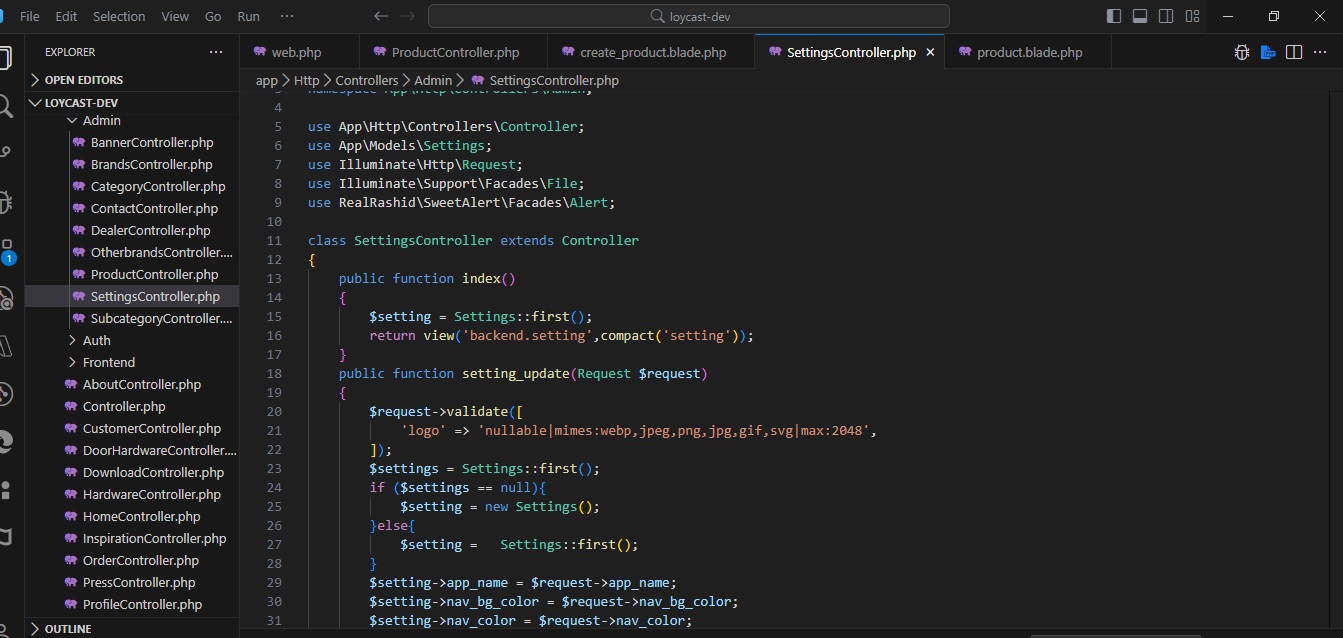 File Edit Selection View Go Run ···
loycast-dev
EXPLORER ···
OPEN EDITORS
LOYCAST-DEV
Admin
BannerController.php
BrandsController.php
CategoryController.php
ContactController.php
DealerController.php
OtherbrandsController....
ProductController.php
SettingsController.php
SubcategoryController....
Auth
Frontend
AboutController.php
Controller.php
CustomerController.php
DoorHardwareController....
DownloadController.php
HardwareController.php
HomeController.php
InspirationController.php
OrderController.php
PressController.php
ProfileController.php
OUTLINE
1
web.php ProductController.php create_product.blade.php SettingsController.php × product.blade.php
app > Http > Controllers > Admin > SettingsController.php
3 namespace App\Http\Controllers\Admin;
4
5 use App\Http\Controllers\Controller;
6 use App\Models\Settings;
7 use Illuminate\Http\Request;
8 use Illuminate\Support\Facades\File;
9 use RealRashid\SweetAlert\Facades\Alert;
10
11 class SettingsController extends Controller
12 {
13 public function index()
14 {
15 $setting = Settings::first();
16 return view('backend.setting',compact('setting'));
17 }
18 public function setting_update(Request $request)
19 {
20 $request->validate([
21 'logo' => 'nullable|mimes:webp,jpeg,png,jpg,gif,svg|max:2048',
22 ]);
23 $settings = Settings::first();
24 if ($settings == null){
25 $setting = new Settings();
26 }else{
27 $setting =   Settings::first();
28 }
29 $setting->app_name = $request->app_name;
30 $setting->nav_bg_color = $request->nav_bg_color;
31 $setting->nav_color = $request->nav_color;